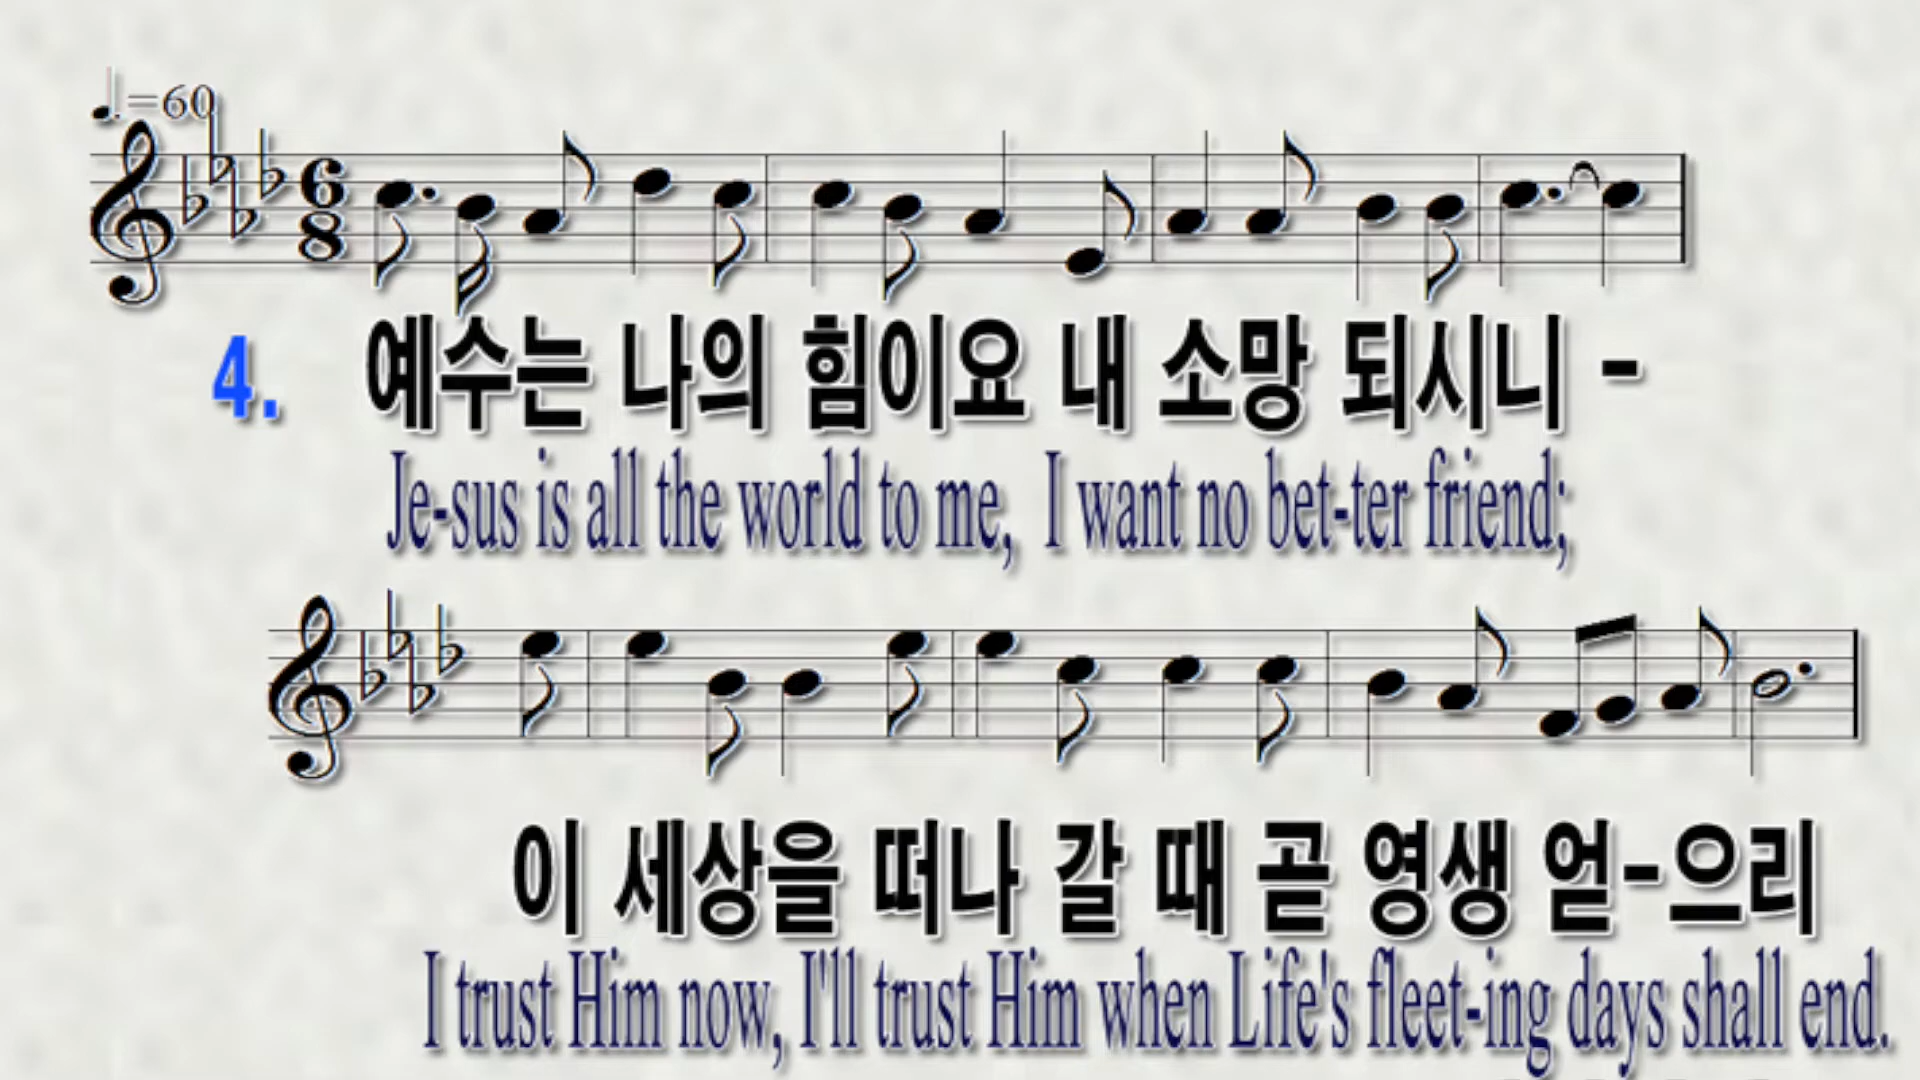 ♩.=60
6
8
4. 예수는 나의 힘이요 내 소망 되시니 -
Je-sus is all the world to me, I want no bet-ter friend;
이 세상을 떠나 갈 때 곧 영생 얻-으리
I trust Him now, I'll trust Him when Life's fleet-ing days shall end.